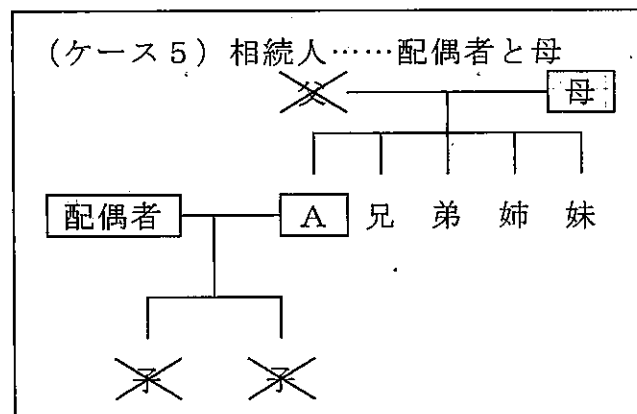 (ケース5)相続人……配偶者と母
父 母
配偶者 A 兄 弟 姉 妹
子 子